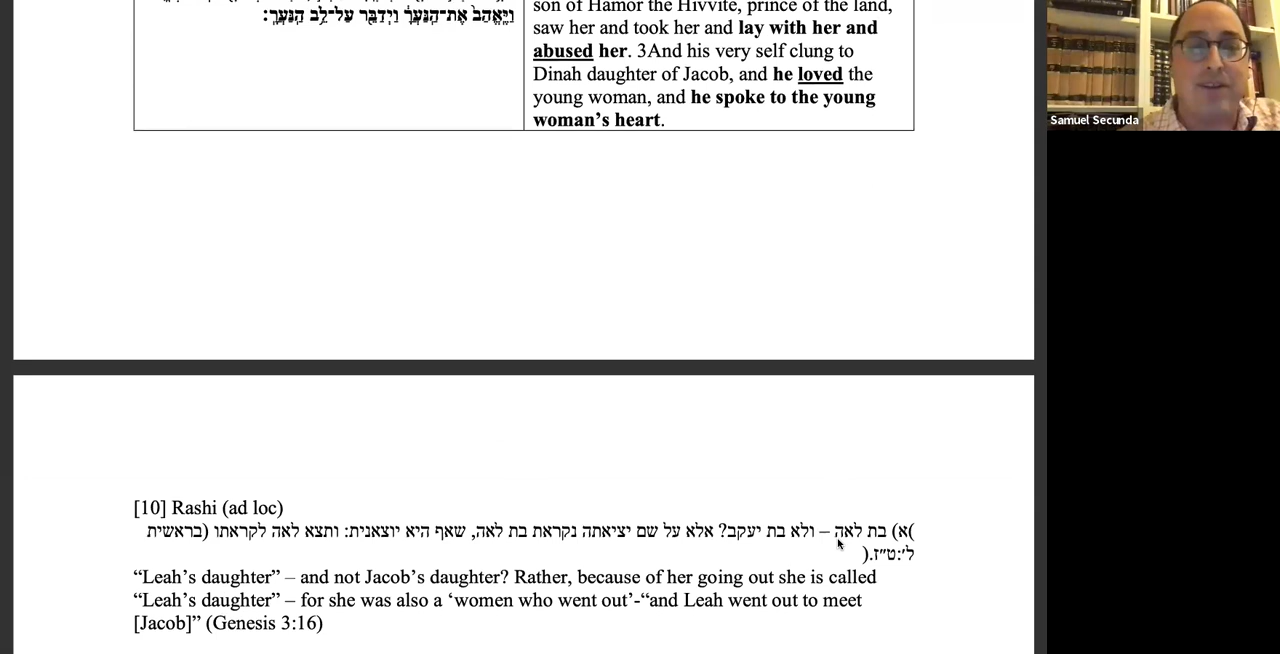 son of Hamor the Hivvite, prince of the land,
וַיֶּאֱהַב֙ אֶת־הַֽנַּעֲרָ֔ וַיְדַבֵּ֖ר עַל־לֵ֥ב הַֽנַּעֲרָֽ׃
saw her and took her and lay with her and
abused her. 3And his very self clung to
Dinah daughter of Jacob, and he loved the
young woman, and he spoke to the young
woman’s heart.
Samuel Secunda
[10] Rashi (ad loc)
)א) בת לאה – ולא בת יעקב? אלא על שם יציאתה נקראת בת לאה, שאף היא יוצאנית: ותצא לאה לקראתו (בראשית
ל׳:ט״ז.(
“Leah’s daughter” – and not Jacob’s daughter? Rather, because of her going out she is called
“Leah’s daughter” – for she was also a ‘women who went out’-“and Leah went out to meet
[Jacob]” (Genesis 3:16)